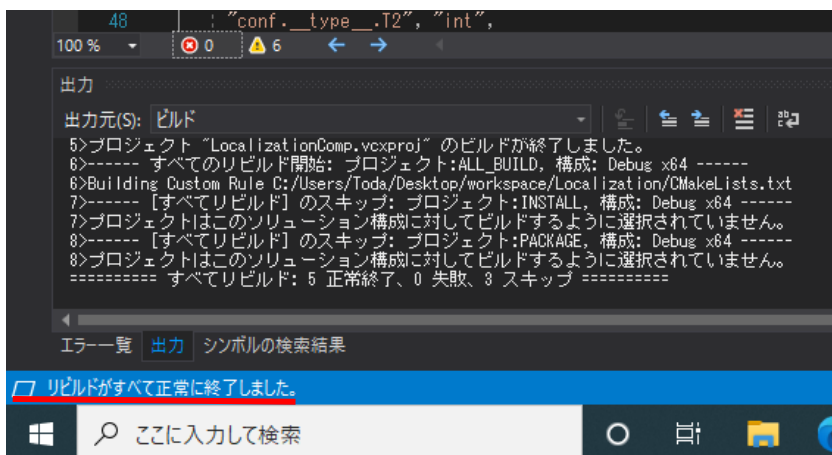 48 : "conf.__type__.T2", "int",
100 % 0 6
出力
出力元(S): ビルド
5>プロジェクト "LocalizationComp.vcxproj" のビルドが終了しました。
6>------ すべてのリビルド開始: プロジェクト:ALL_BUILD, 構成: Debug x64 ------
6>Building Custom Rule C:/Users/Toda/Desktop/workspace/Localization/CMakeLists.txt
7>------ [すべてリビルド] のスキップ: プロジェクト:INSTALL, 構成: Debug x64 ------
7>プロジェクトはこのソリューション構成に対してビルドするように選択されていません。
8>------ [すべてリビルド] のスキップ: プロジェクト:PACKAGE, 構成: Debug x64 ------
8>プロジェクトはこのソリューション構成に対してビルドするように選択されていません。
========== すべてリビルド: 5 正常終了、0 失敗、3 スキップ ==========
エラー一覧 出力 シンボルの検索結果
リビルドがすべて正常に終了しました。
ここに入力して検索